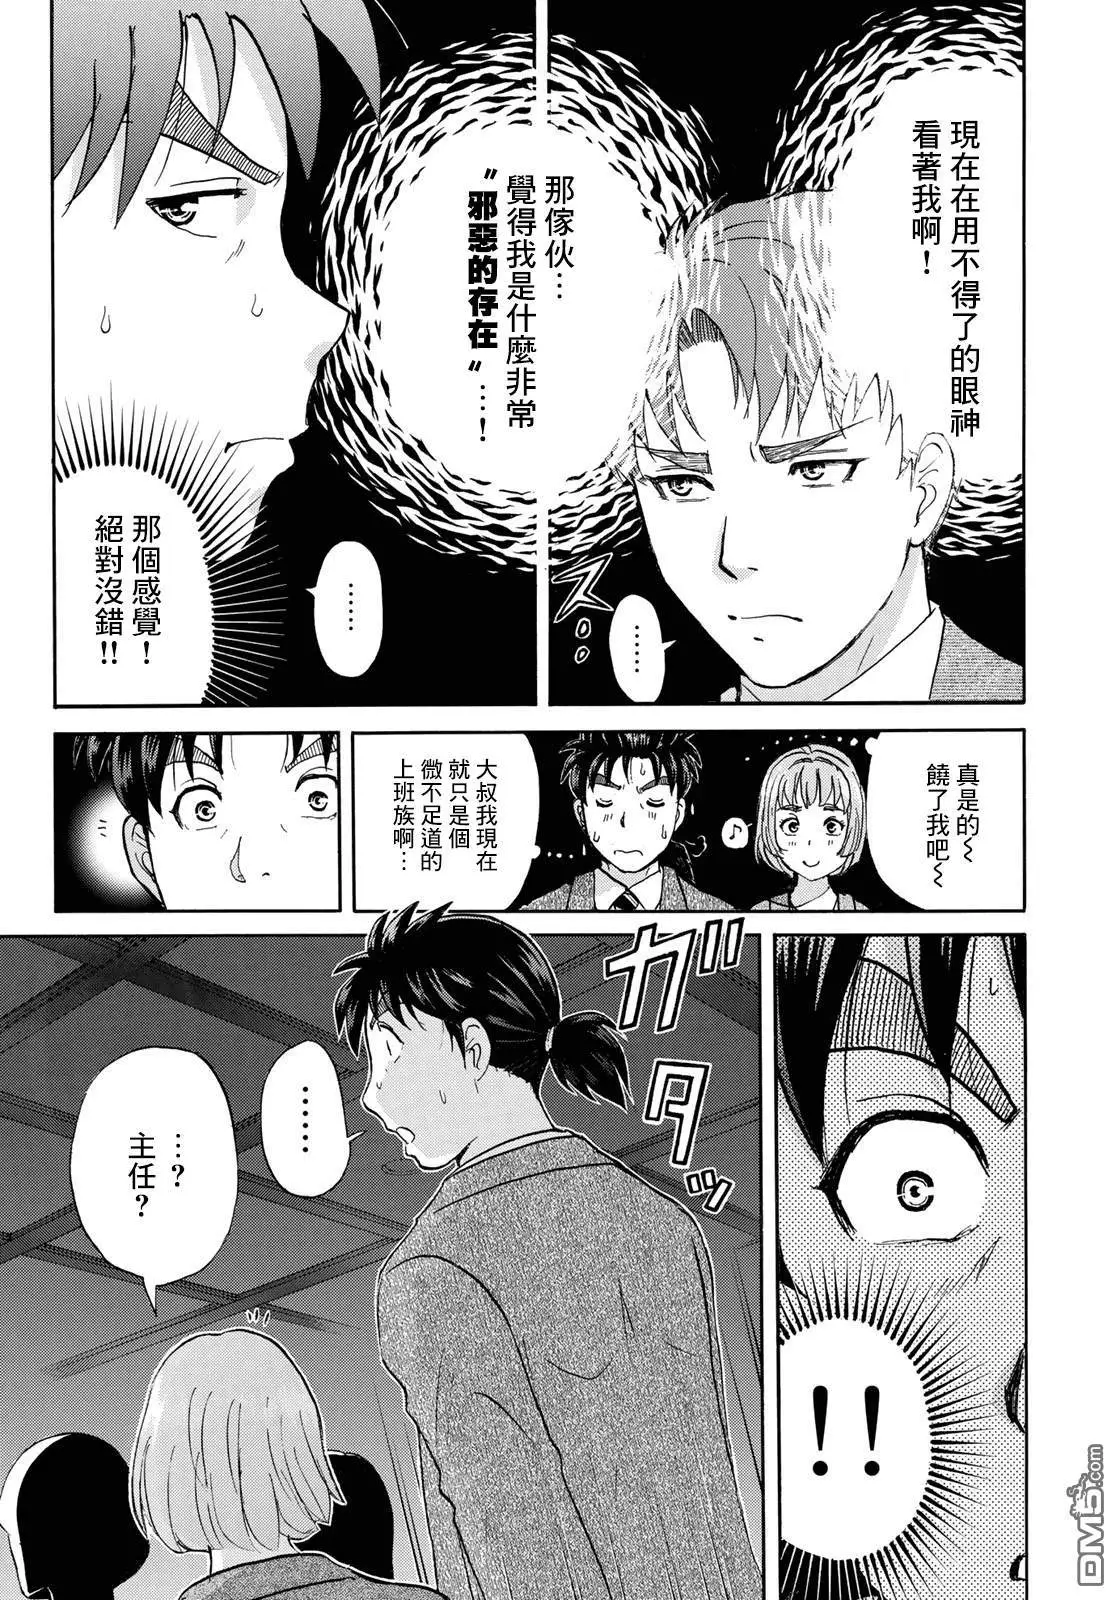 現在在用不得了的眼神
看著我啊！
……
那傢伙…
覺得我是什麼非常
〝邪惡的存在〞……！
……
那個感覺！
絕對沒錯!!
真是的～
饒了我吧～
♪
大叔我現在
就只是個
微不足道的
上班族啊…
!!
ガタッ
……
…?
主任?
DM5.com